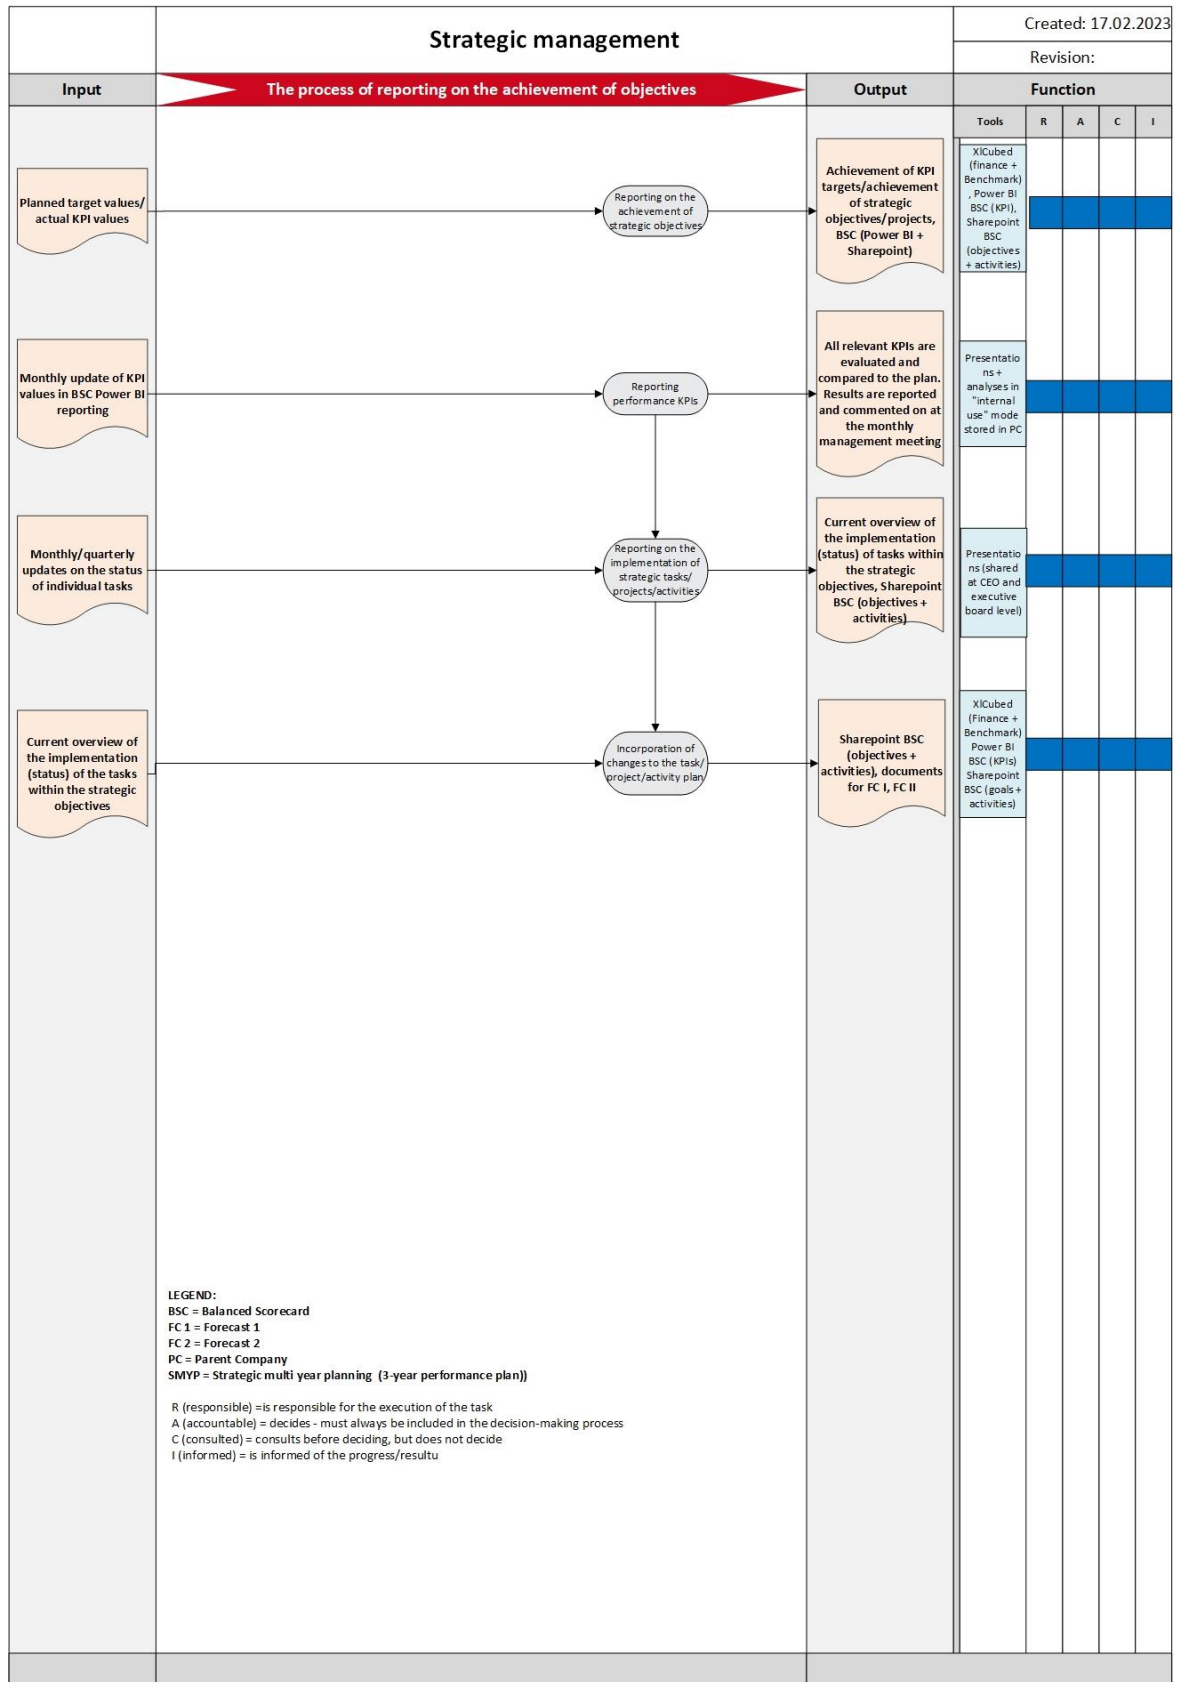 Strategic management
Created: 17.02.2023
Revision:
Input
The process of reporting on the achievement of objectives
Output
Function
Tools
R
A
C
I
Planned target values/
actual KPI values
Reporting on the
achievement of
strategic objectives
Achievement of KPI
targets/achievement
of strategic
objectives/projects,
BSC (Power BI +
Sharepoint)
XlCubed
(finance +
Benchmark)
, Power BI
BSC (KPI),
Sharepoint
BSC
(objectives
+ activities)
Monthly update of KPI
values in BSC Power BI
reporting
Reporting
performance KPIs
All relevant KPIs are
evaluated and
compared to the plan.
Results are reported
and commented on at
the monthly
management meeting
Presentatio
ns +
analyses in
"internal
use" mode
stored in PC
Monthly/quarterly
updates on the status
of individual tasks
Reporting on the
implementation of
strategic tasks/
projects/activities
Current overview of
the implementation
(status) of tasks within
the strategic
objectives, Sharepoint
BSC (objectives +
activities)
Presentatio
ns (shared
at CEO and
executive
board level)
Current overview of
the implementation
(status) of the tasks
within the strategic
objectives
Incorporation of
changes to the task/
project/activity plan
Sharepoint BSC
(objectives +
activities), documents
for FC I, FC II
XlCubed
(Finance +
Benchmark)
Power BI
BSC (KPIs)
Sharepoint
BSC (goals +
activities)
LEGEND:
BSC = Balanced Scorecard
FC 1 = Forecast 1
FC 2 = Forecast 2
PC = Parent Company
SMYP = Strategic multi year planning (3-year performance plan))
R (responsible) =is responsible for the execution of the task
A (accountable) = decides - must always be included in the decision-making process
C (consulted) = consults before deciding, but does not decide
I (informed) = is informed of the progress/resultu